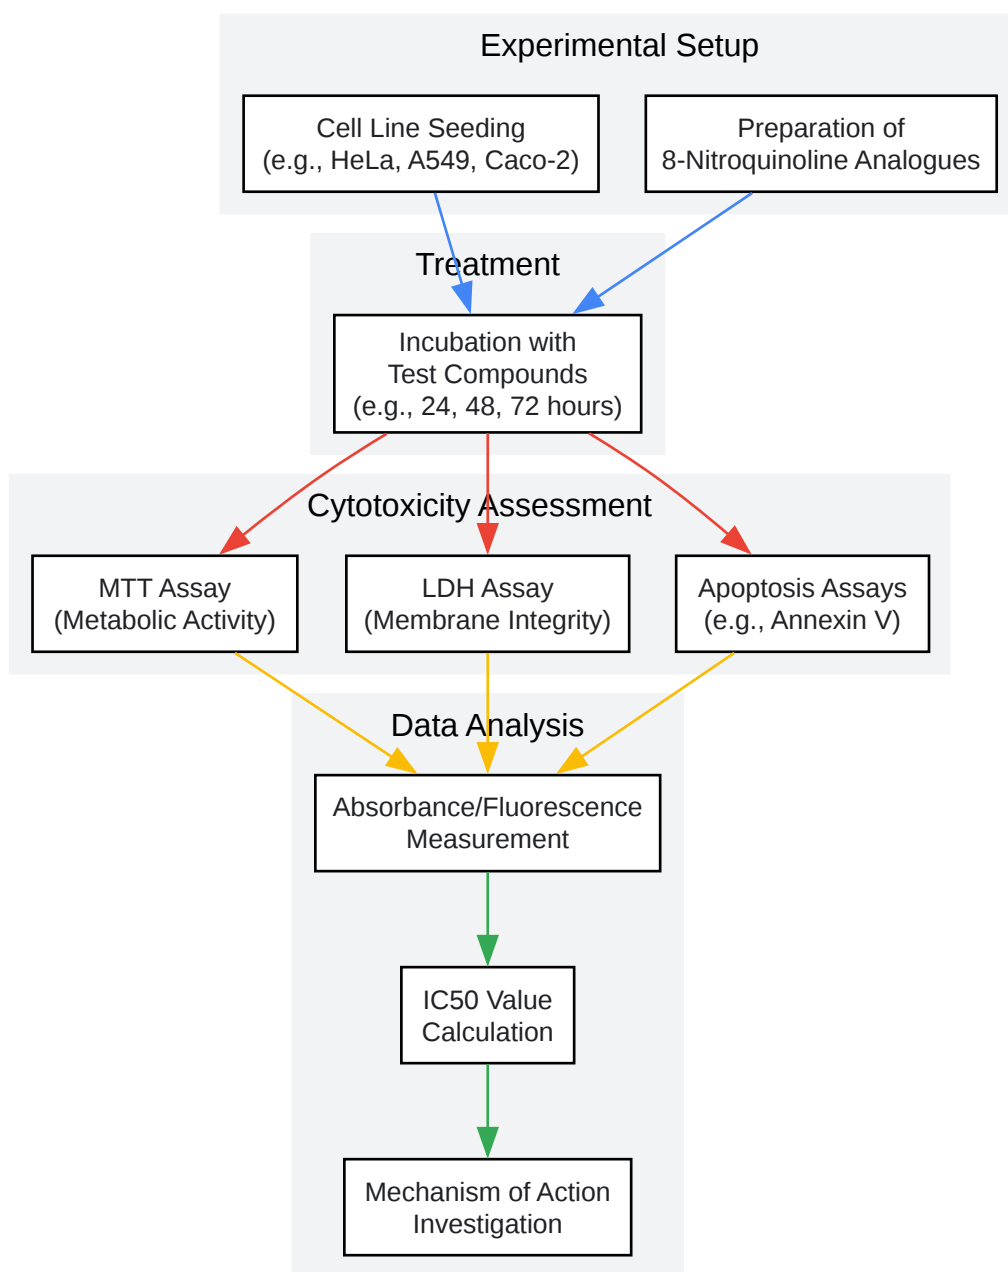 Experimental Setup
Cell Line Seeding
(e.g., HeLa, A549, Caco-2)
Preparation of
8-Nitroquinoline Analogues
Treatment
Incubation with
Test Compounds
(e.g., 24, 48, 72 hours)
Cytotoxicity Assessment
MTT Assay
(Metabolic Activity)
LDH Assay
(Membrane Integrity)
Apoptosis Assays
(e.g., Annexin V)
Data Analysis
Absorbance/Fluorescence
Measurement
IC50 Value
Calculation
Mechanism of Action
Investigation